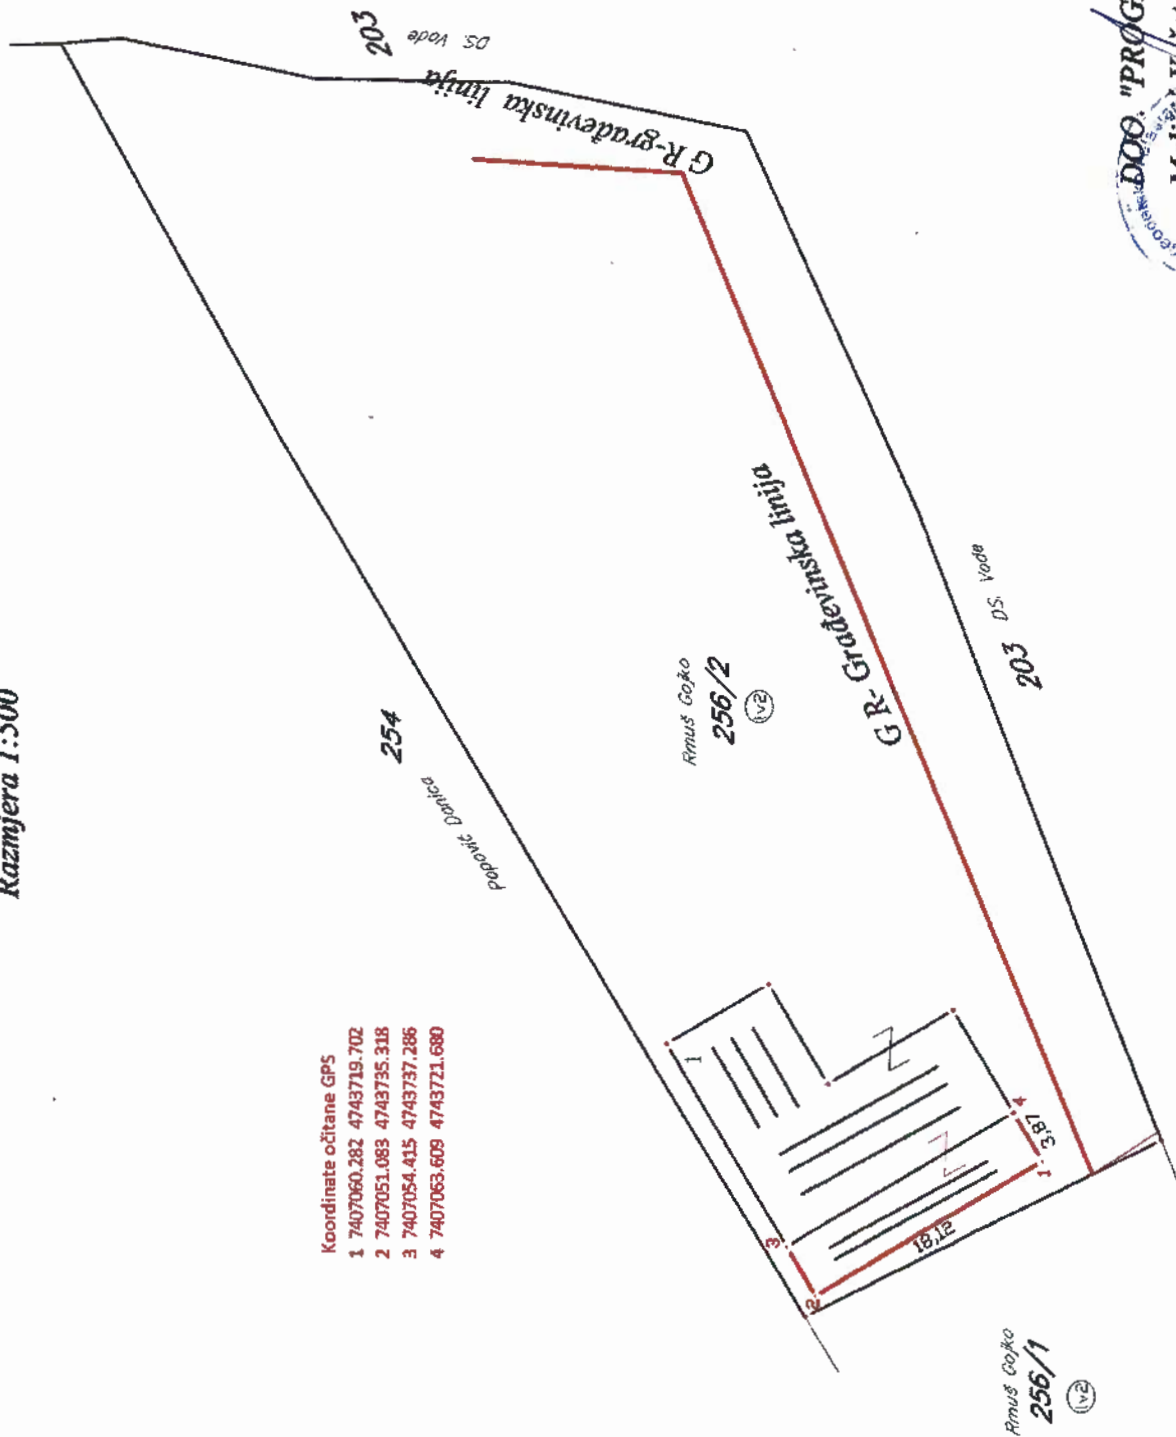 Razmjera 1:500
Koordinate očitane GPS
1 7407060.282 4743719.702
2 7407051.083 4743735.318
3 7407054.415 4743737.286
4 7407063.609 4743721.680
254
popović Danica
203
DS. Vode
G R-građevinska linija
Rmuš Gojko
256/2
G R- Građevinska linija
203 DS. Vode
1
3
2
18,12
1
3,87
4
Rmuš Gojko
256/1
DOO. "PROG